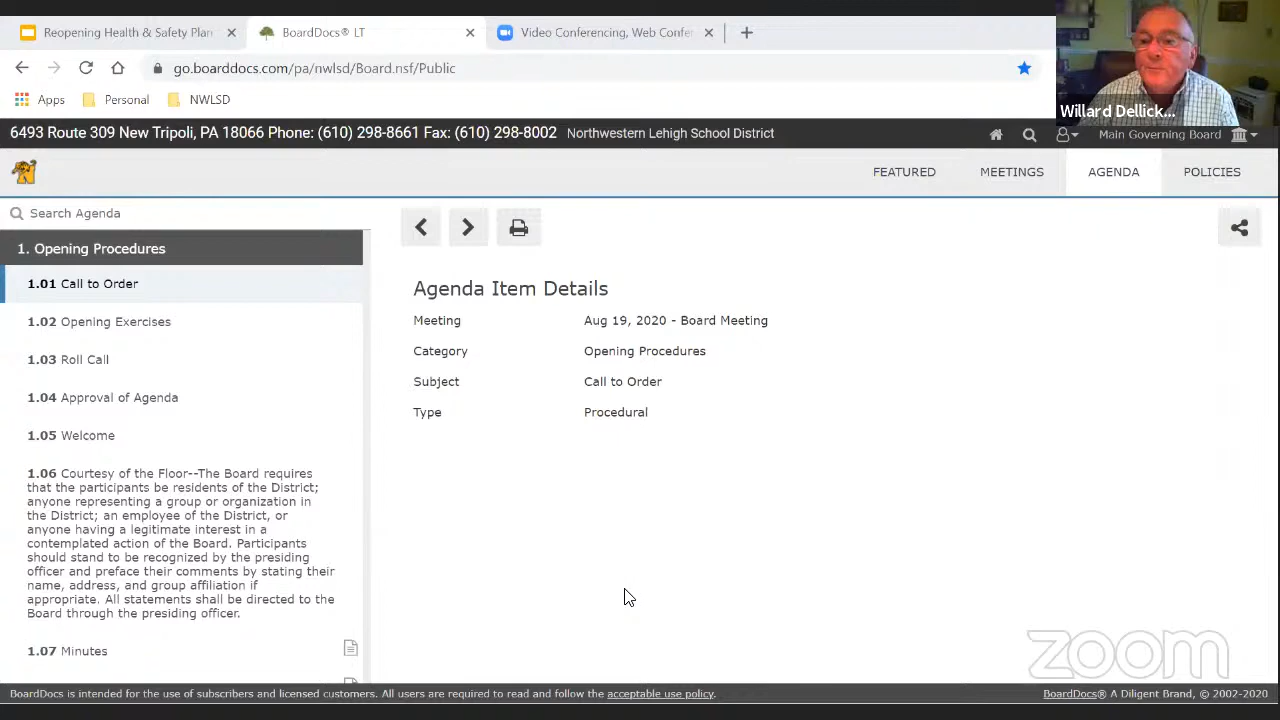 Reopening Health & Safety Plan
BoardDocs® LT
Video Conferencing, Web Confer
go.boarddocs.com/pa/nwlsd/Board.nsf/Public
Apps
Personal
NWLSD
Willard Dellick...
6493 Route 309 New Tripoli, PA 18066 Phone: (610) 298-8661 Fax: (610) 298-8002 Northwestern Lehigh School District
Main Governing Board
FEATURED
MEETINGS
AGENDA
POLICIES
Search Agenda
1. Opening Procedures
1.01 Call to Order
1.02 Opening Exercises
1.03 Roll Call
1.04 Approval of Agenda
1.05 Welcome
1.06 Courtesy of the Floor--The Board requires
that the participants be residents of the District;
anyone representing a group or organization in
the District; an employee of the District, or
anyone having a legitimate interest in a
contemplated action of the Board. Participants
should stand to be recognized by the presiding
officer and preface their comments by stating their
name, address, and group affiliation if
appropriate. All statements shall be directed to the
Board through the presiding officer.
1.07 Minutes
Agenda Item Details
Meeting Aug 19, 2020 - Board Meeting
Category Opening Procedures
Subject Call to Order
Type Procedural
zoom
BoardDocs is intended for the use of subscribers and licensed customers. All users are required to read and follow the acceptable use policy.
BoardDocs® A Diligent Brand, © 2002-2020